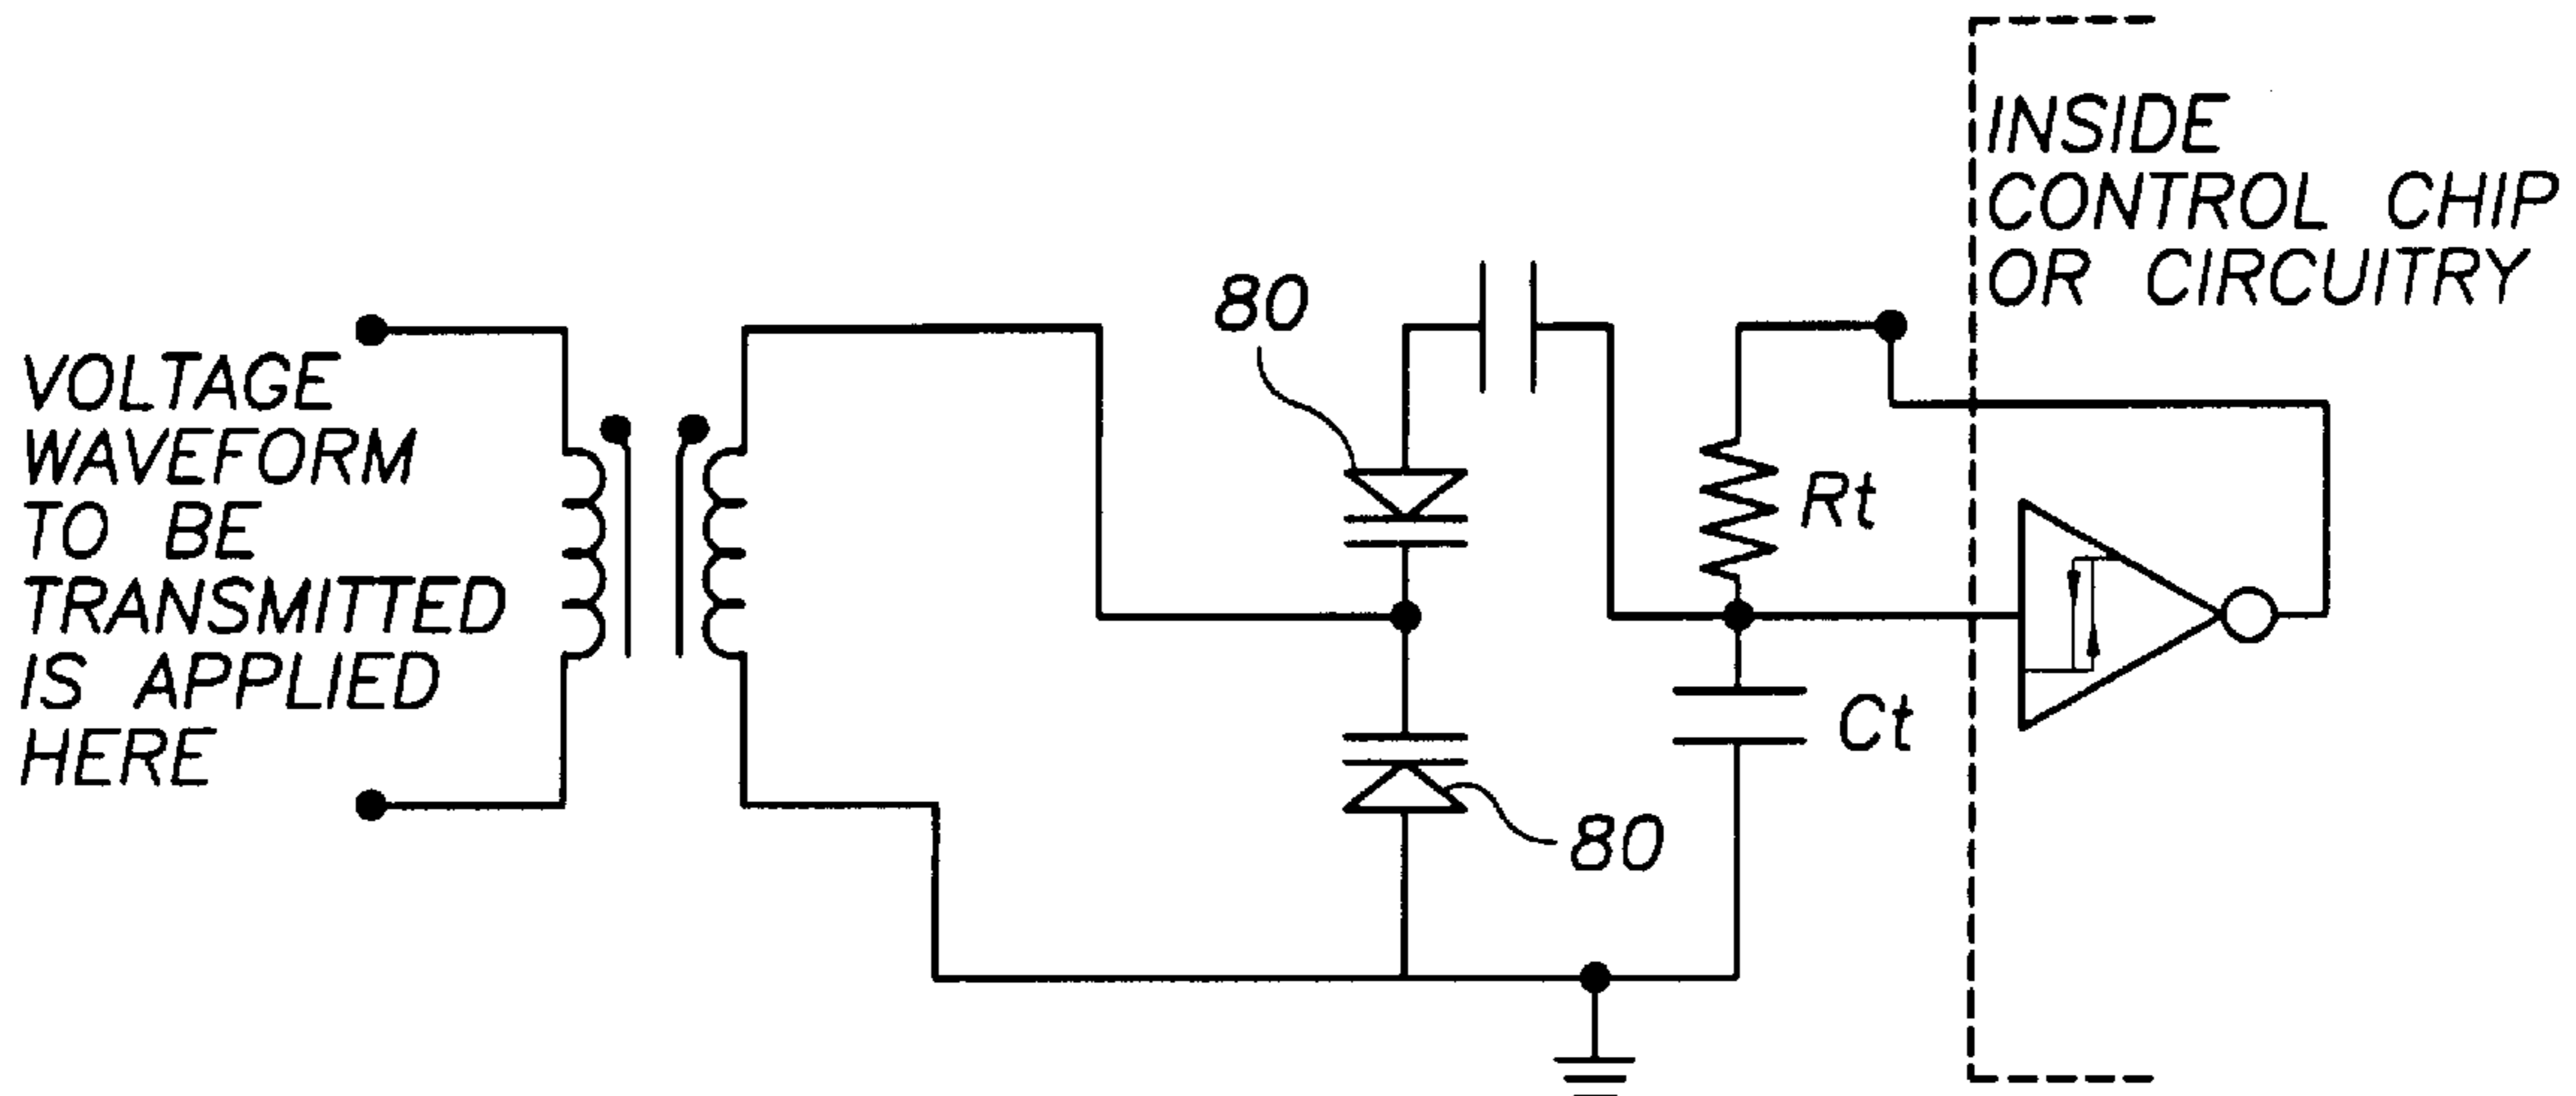 INSIDE
CONTROL CHIP
OR CIRCUITRY
80
VOLTAGE
WAVEFORM
TO BE
TRANSMITTED
IS APPLIED
HERE
Rt
Ct
80